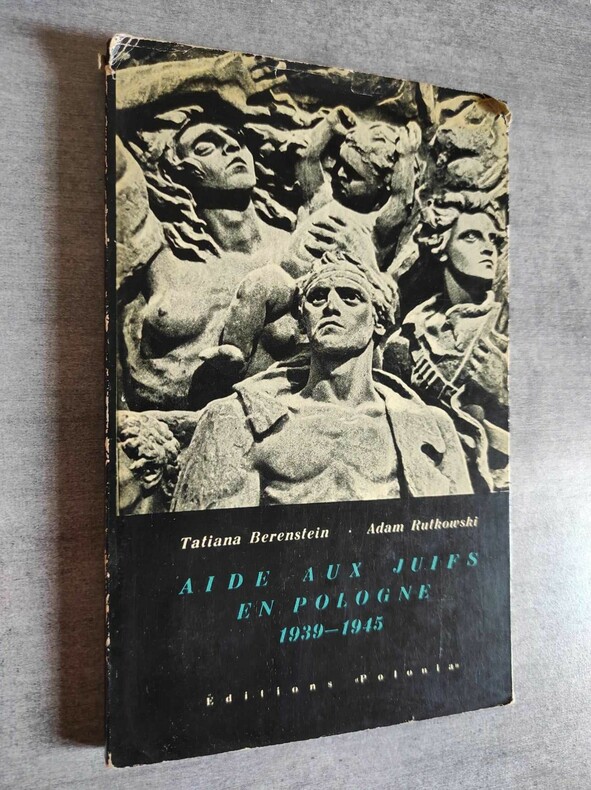 Tatiana Berenstein · Adam Rutkowski
AIDE AUX JUIFS
EN POLOGNE
1939—1945
Éditions «Polonia»